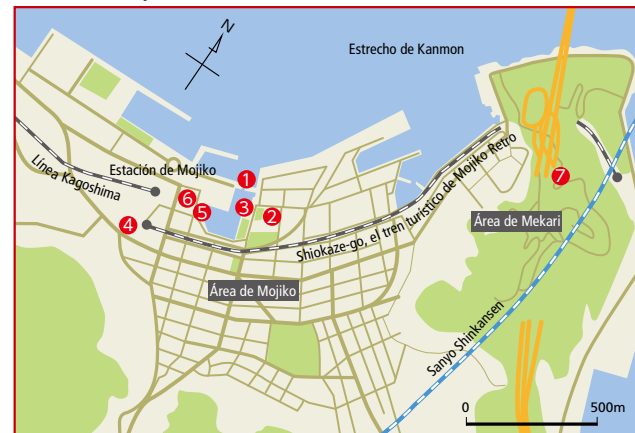 N
Estrecho de Kanmon
Estación de Mojiko
Línea Kagoshima
1
6
5
3
2
4
7
Shiokaze-go, el tren turístico de Mojiko Retro
Área de Mekari
Área de Mojiko
Sanyo Shinkansen
0 500m